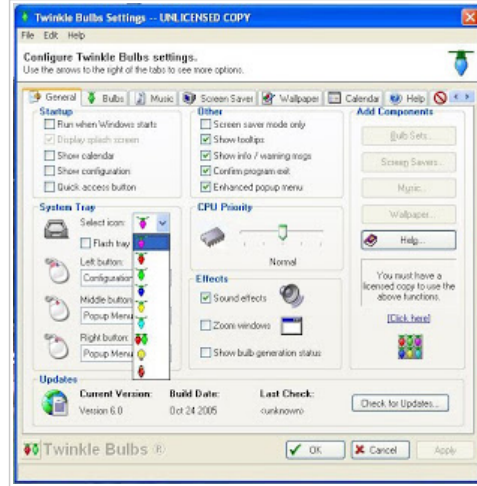 Twinkle Bulbs Settings -- UNLICENSED COPY
File Edit Help
Configure Twinkle Bulbs settings.
Use the arrows to the right of the tabs to see more options.
General Bulbs Music Screen Saver Wallpaper Calendar Help
Startup
Run when Windows starts
Display splash screen
Show calendar
Show configuration
Quick access button
Other
Screen saver mode only
Show tooltips
Show info / warning msgs
Confirm program exit
Enhanced popup menu
Add Components
Bulb Sets...
Screen Savers...
Music...
Wallpaper...
Help...
You must have a
licensed copy to use the
above functions.
[Click here]
System Tray
Select icon:
Flash tray
Left button:
Configuration
Middle button
Popup Menu
Right button:
Popup Menu
CPU Priority
Normal
Effects
Sound effects
Zoom windows
Show bulb generation status
Updates
Current Version: Build Date: Last Check:
Version 6.0 Oct 24 2005 <unknown>
Check for Updates...
Twinkle Bulbs ®
OK Cancel Apply